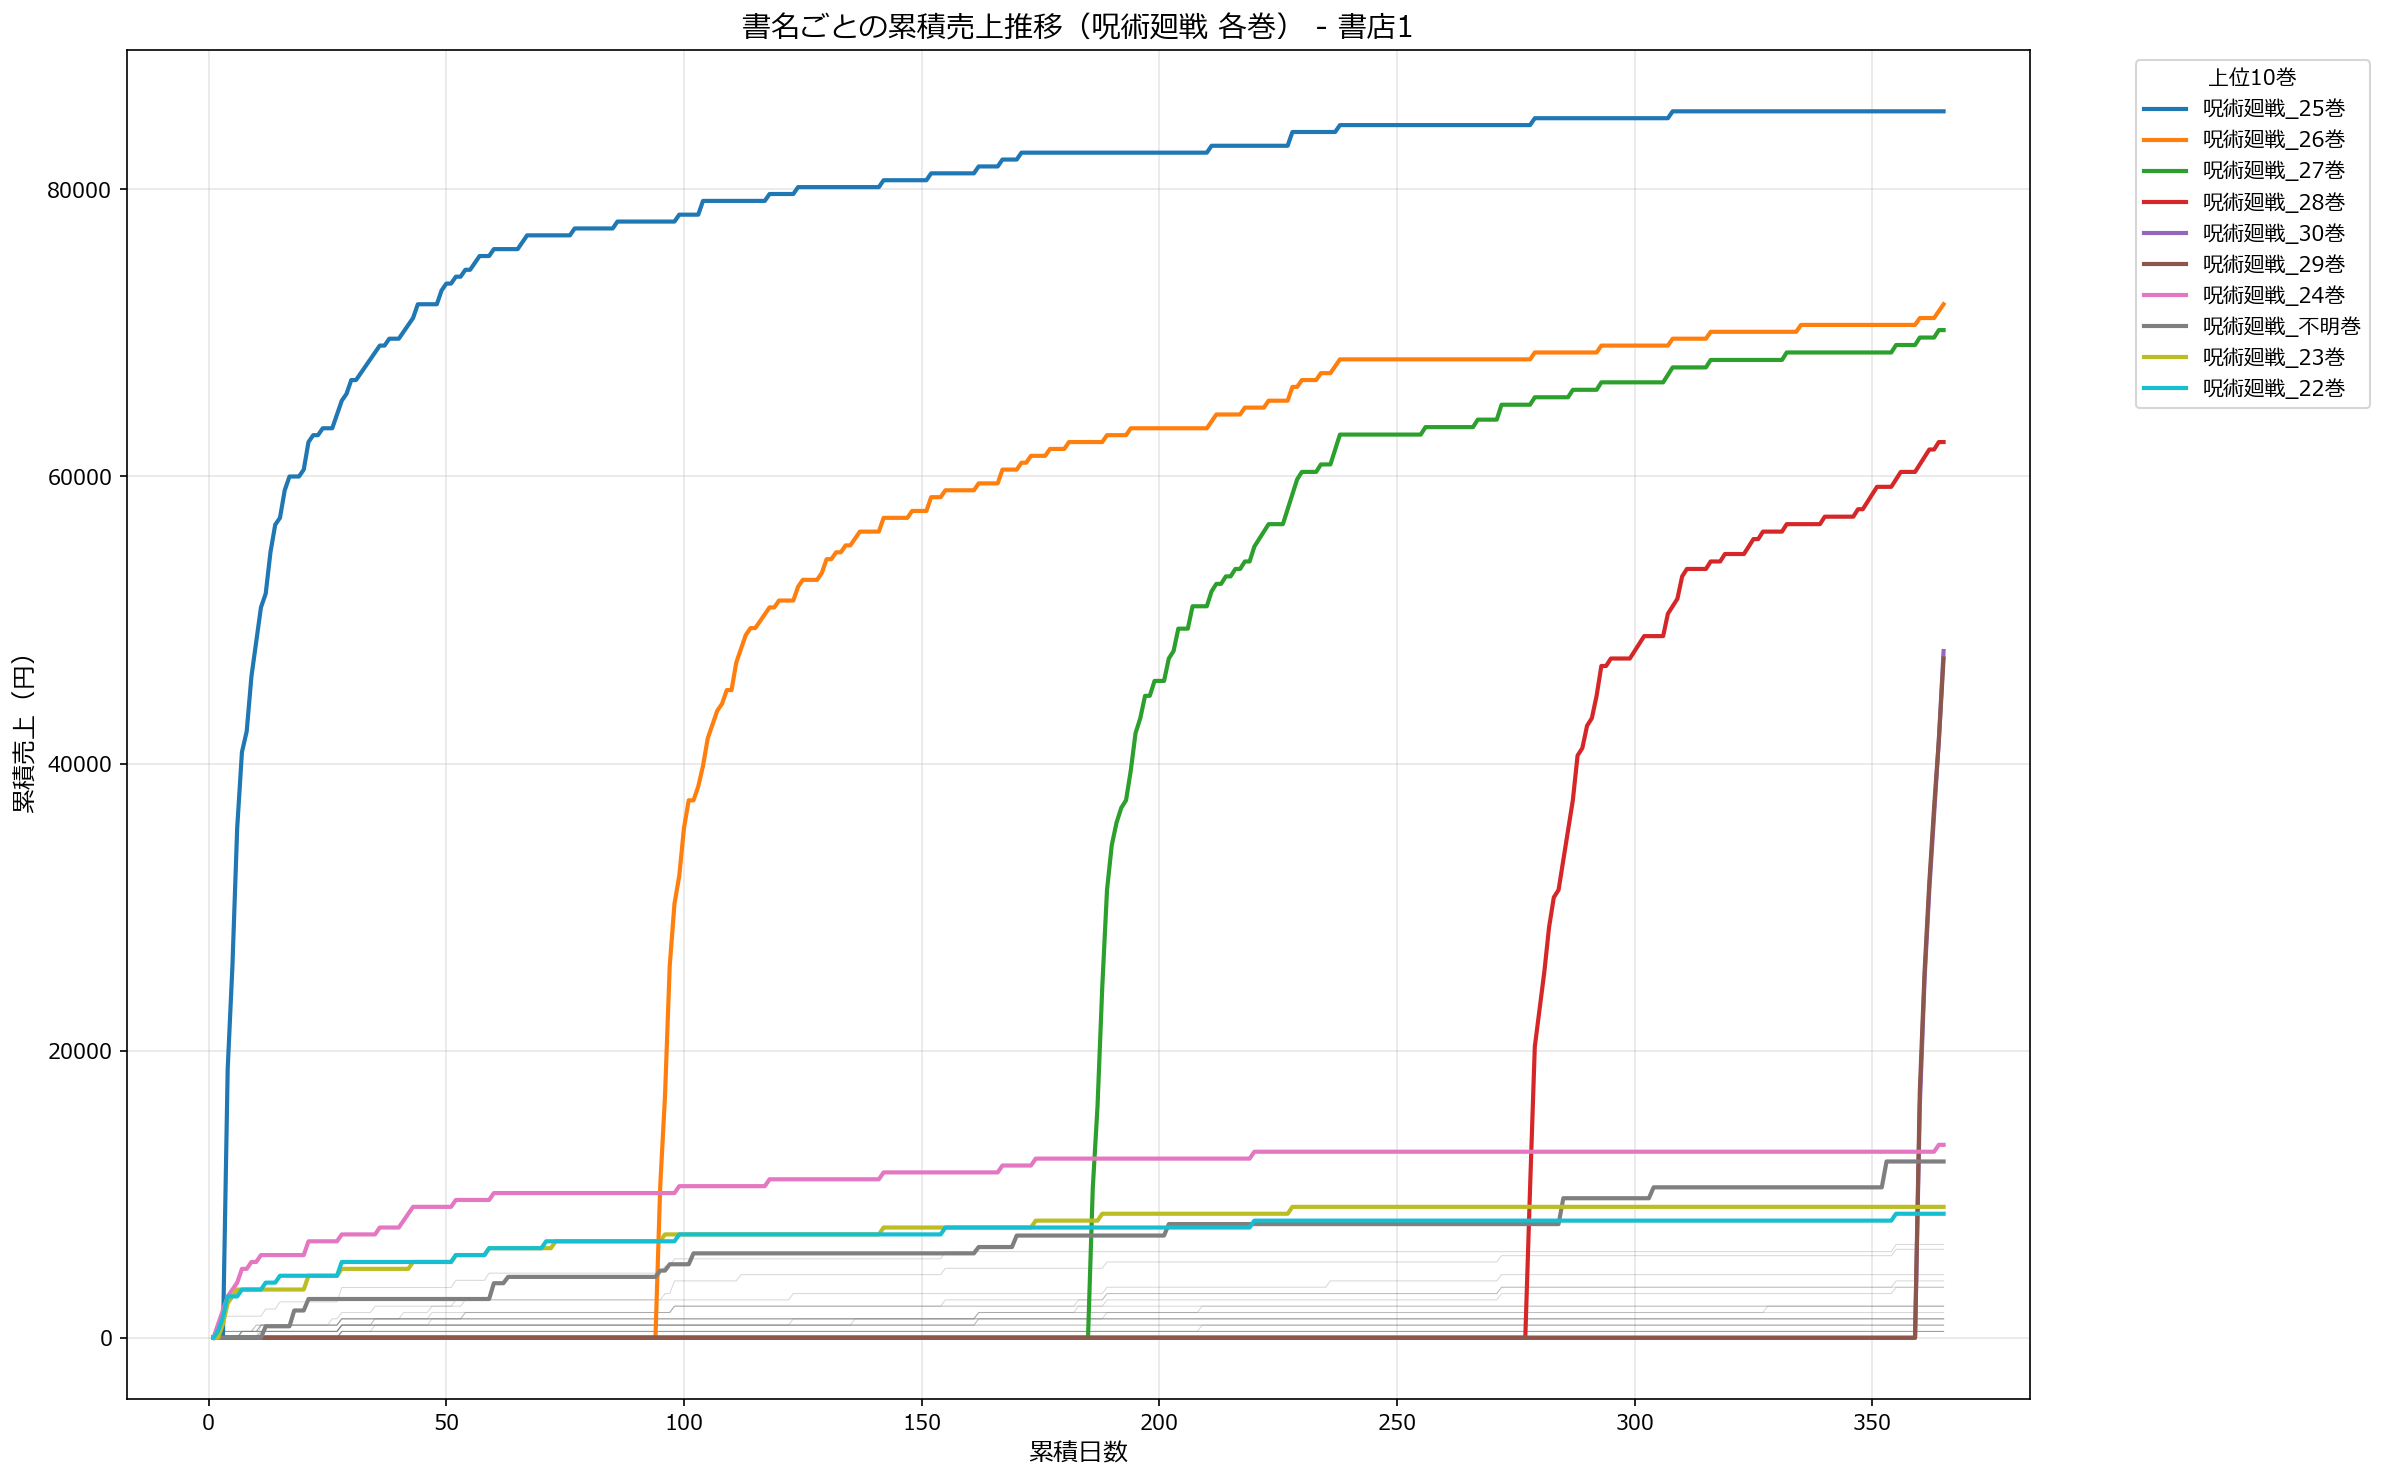 書名ごとの累積売上推移（呪術廻戦 各巻） - 書店1
上位10巻
呪術廻戦_25巻
呪術廻戦_26巻
呪術廻戦_27巻
呪術廻戦_28巻
呪術廻戦_30巻
呪術廻戦_29巻
呪術廻戦_24巻
呪術廻戦_不明巻
呪術廻戦_23巻
呪術廻戦_22巻
累積売上（円）
80000
60000
40000
20000
0
0 50 100 150 200 250 300 350
累積日数